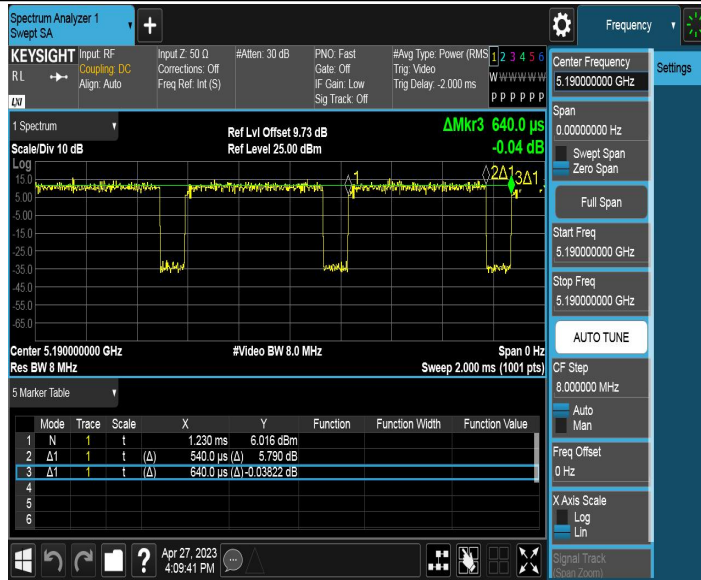 Spectrum Analyzer 1
Swept SA
+
Frequency
KEYSIGHT
RL
LXI
Input: RF
Coupling: DC
Align: Auto
Input Z: 50 Ω
Corrections: Off
Freq Ref: Int (S)
#Atten: 30 dB
PNO: Fast
Gate: Off
IF Gain: Low
Sig Track: Off
#Avg Type: Power (RMS
Trig: Video
Trig Delay: -2.000 ms
1 2 3 4 5 6
W W W W W W
P P P P P P
Center Frequency
5.190000000 GHz
Settings
1 Spectrum
Scale/Div 10 dB
Ref Lvl Offset 9.73 dB
Ref Level 25.00 dBm
ΔMkr3 640.0 µs
-0.04 dB
Log
15.0
5.00
-5.00
-15.0
-25.0
-35.0
-45.0
-55.0
-65.0
1
2Δ1
3Δ1
Center 5.190000000 GHz
Res BW 8 MHz
#Video BW 8.0 MHz
Span 0 Hz
Sweep 2.000 ms (1001 pts)
Span
0.00000000 Hz
Swept Span
Zero Span
Full Span
Start Freq
5.190000000 GHz
Stop Freq
5.190000000 GHz
AUTO TUNE
CF Step
8.000000 MHz
Auto
Man
Freq Offset
0 Hz
X Axis Scale
Log
Lin
Signal Track
(Span Zoom)
5 Marker Table
Mode Trace Scale X Y Function Function Width Function Value
1 N 1 t 1.230 ms 6.016 dBm
2 Δ1 1 t (Δ) 540.0 µs (Δ) 5.790 dB
3 Δ1 1 t (Δ) 640.0 µs (Δ) -0.03822 dB
4
5
6
?
Apr 27, 2023
4:09:41 PM